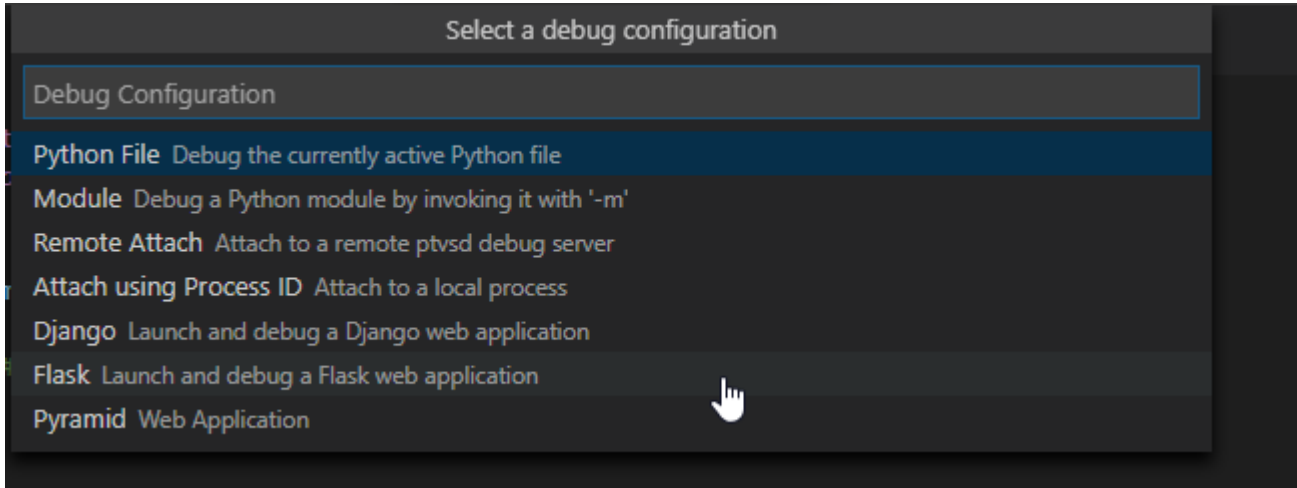 Select a debug configuration
Debug Configuration
Python File Debug the currently active Python file
Module Debug a Python module by invoking it with '-m'
Remote Attach Attach to a remote ptvsd debug server
Attach using Process ID Attach to a local process
Django Launch and debug a Django web application
Flask Launch and debug a Flask web application
Pyramid Web Application